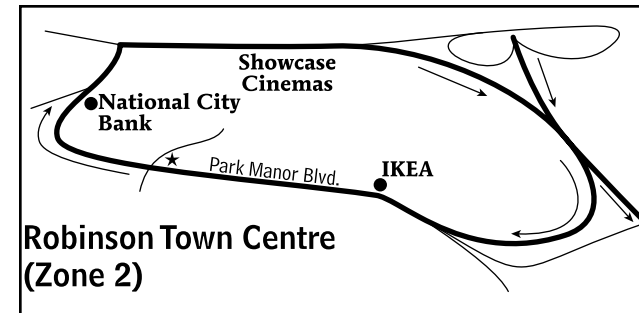 Showcase
Cinemas
National City
Bank
Park Manor Blvd.
IKEA
Robinson Town Centre
(Zone 2)